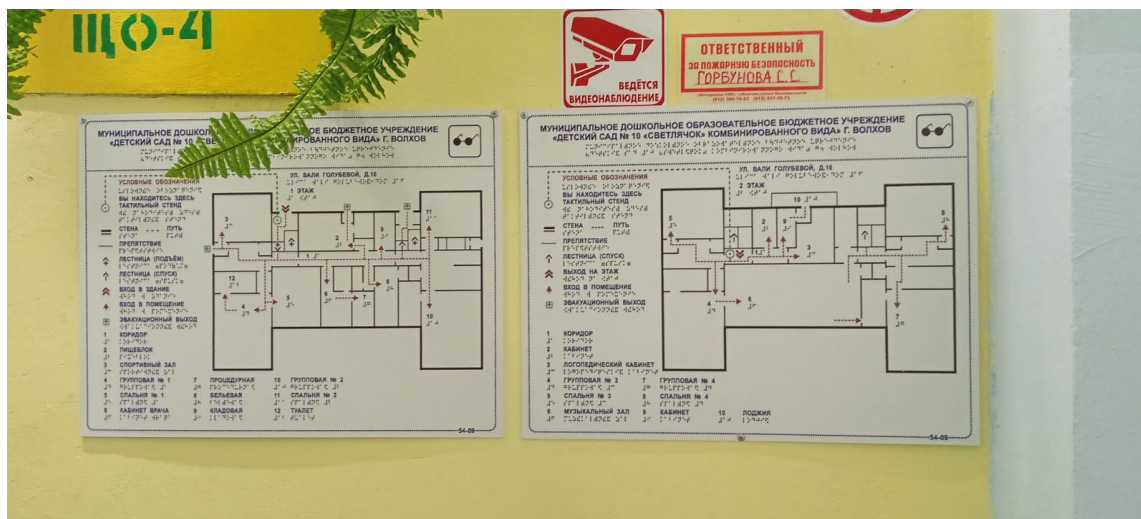 ЩО-4
ВЕДЁТСЯ
ВИДЕОНАБЛЮДЕНИЕ
ОТВЕТСТВЕННЫЙ
ЗА ПОЖАРНУЮ БЕЗОПАСНОСТЬ
ГОРБУНОВА С.С.
МУНИЦИПАЛЬНОЕ ДОШКОЛЬ НОЕ БЮДЖЕТНОЕ УЧРЕЖДЕНИЕ
«ДЕТСКИЙ САД № 10 «СВЕТ НИРОВАННОГО ВИДА» Г. ВОЛХОВ
УЛ. ВАЛИ ГОЛУБЕВОЙ, Д.16
1 ЭТАЖ
УСЛОВНЫЕ ОБОЗНАЧЕНИЯ
ВЫ НАХОДИТЕСЬ ЗДЕСЬ
ТАКТИЛЬНЫЙ СТЕНД
СТЕНА --- ПУТЬ
ПРЕПЯТСТВИЕ
ЛЕСТНИЦА (ПОДЪЁМ)
ЛЕСТНИЦА (СПУСК)
ВХОД В ЗДАНИЕ
ВХОД В ПОМЕЩЕНИЕ
ЭВАКУАЦИОННЫЙ ВЫХОД
1 КОРИДОР
2 ПИЩЕБЛОК
3 СПОРТИВНЫЙ ЗАЛ
4 ГРУППОВАЯ № 1 7 ПРОЦЕДУРНАЯ 10 ГРУППОВАЯ № 2
5 СПАЛЬНЯ № 1 8 БЕЛЬЕВАЯ 11 СПАЛЬНЯ № 2
6 КАБИНЕТ ВРАЧА 9 КЛАДОВАЯ 12 ТУАЛЕТ
54-09
МУНИЦИПАЛЬНОЕ ДОШКОЛЬНОЕ ОБРАЗОВАТЕЛЬНОЕ БЮДЖЕТНОЕ УЧРЕЖДЕНИЕ
«ДЕТСКИЙ САД № 10 «СВЕТЛЯЧОК» КОМБИНИРОВАННОГО ВИДА» Г. ВОЛХОВ
УЛ. ВАЛИ ГОЛУБЕВОЙ, Д.16
2 ЭТАЖ
УСЛОВНЫЕ ОБОЗНАЧЕНИЯ
ВЫ НАХОДИТЕСЬ ЗДЕСЬ
ТАКТИЛЬНЫЙ СТЕНД
СТЕНА --- ПУТЬ
ПРЕПЯТСТВИЕ
ЛЕСТНИЦА (СПУСК)
ВЫХОД НА ЭТАЖ
ВХОД В ПОМЕЩЕНИЕ
ЭВАКУАЦИОННЫЙ ВЫХОД
1 КОРИДОР
2 КАБИНЕТ
3 ЛОГОПЕДИЧЕСКИЙ КАБИНЕТ
4 ГРУППОВАЯ № 3 7 ГРУППОВАЯ № 4
5 СПАЛЬНЯ № 3 8 СПАЛЬНЯ № 4
6 МУЗЫКАЛЬНЫЙ ЗАЛ 9 КАБИНЕТ 10 ЛОДЖИЯ
54-09